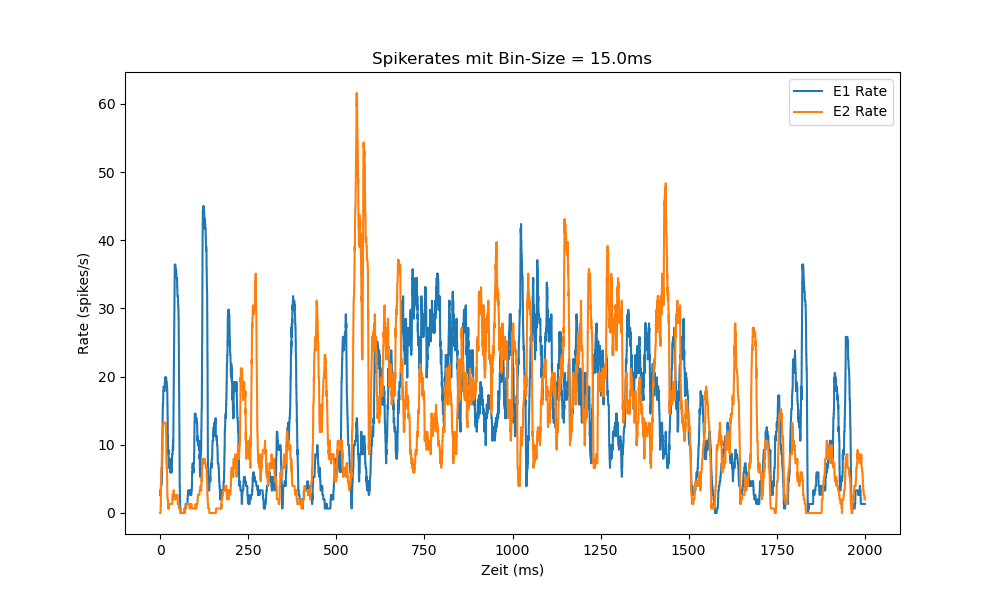 Spikerates mit Bin-Size = 15.0ms
E1 Rate
E2 Rate
Rate (spikes/s)
60
50
40
30
20
10
0
0 250 500 750 1000 1250 1500 1750 2000
Zeit (ms)